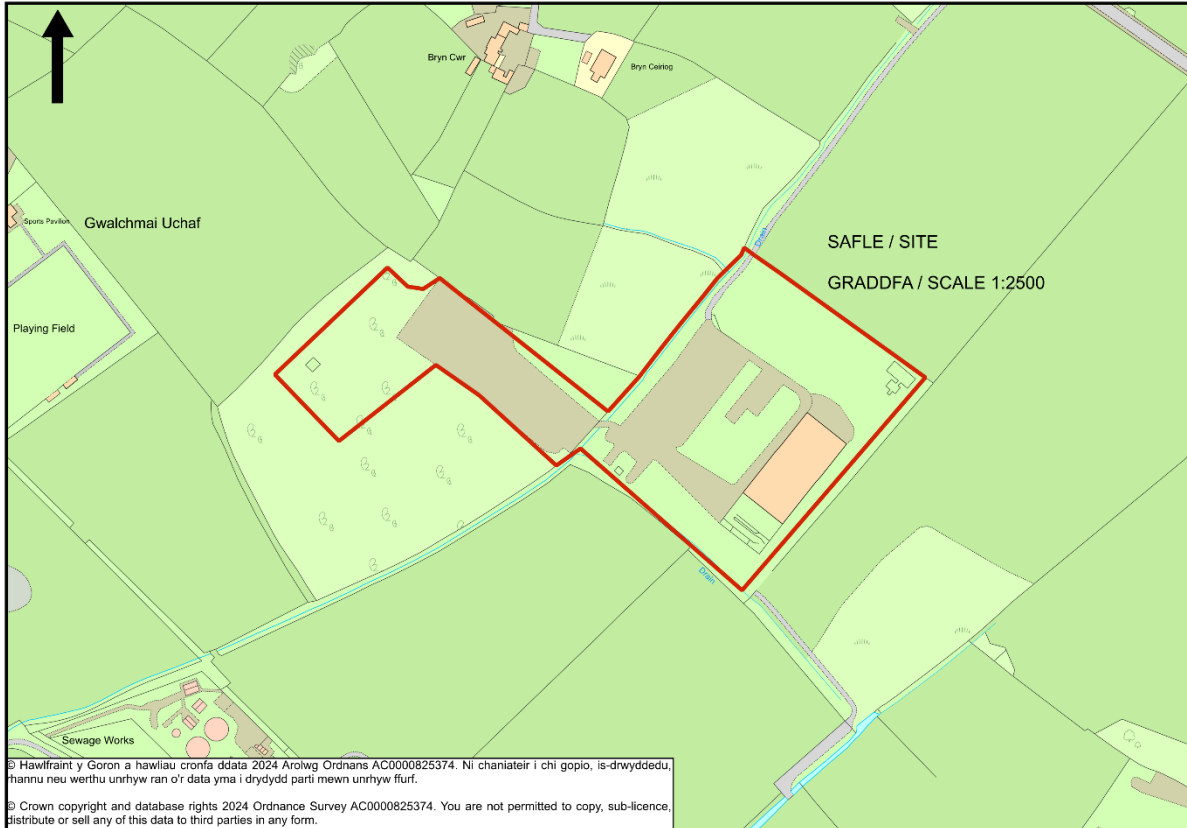 Bryn Cwr
Bryn Ceiriog
Sports Pavilion
Gwalchmai Uchaf
Drain
SAFLE / SITE
GRADDFA / SCALE 1:2500
Playing Field
Drain
Sewage Works
© Hawlfraint y Goron a hawliau cronfa ddata 2024 Arolwg Ordnans AC0000825374. Ni chaniateir i chi gopio, is-drwyddedu,
rhannu neu werthu unrhyw ran o'r data yma i drydydd parti mewn unrhyw ffurf.
© Crown copyright and database rights 2024 Ordnance Survey AC0000825374. You are not permitted to copy, sub-licence,
distribute or sell any of this data to third parties in any form.